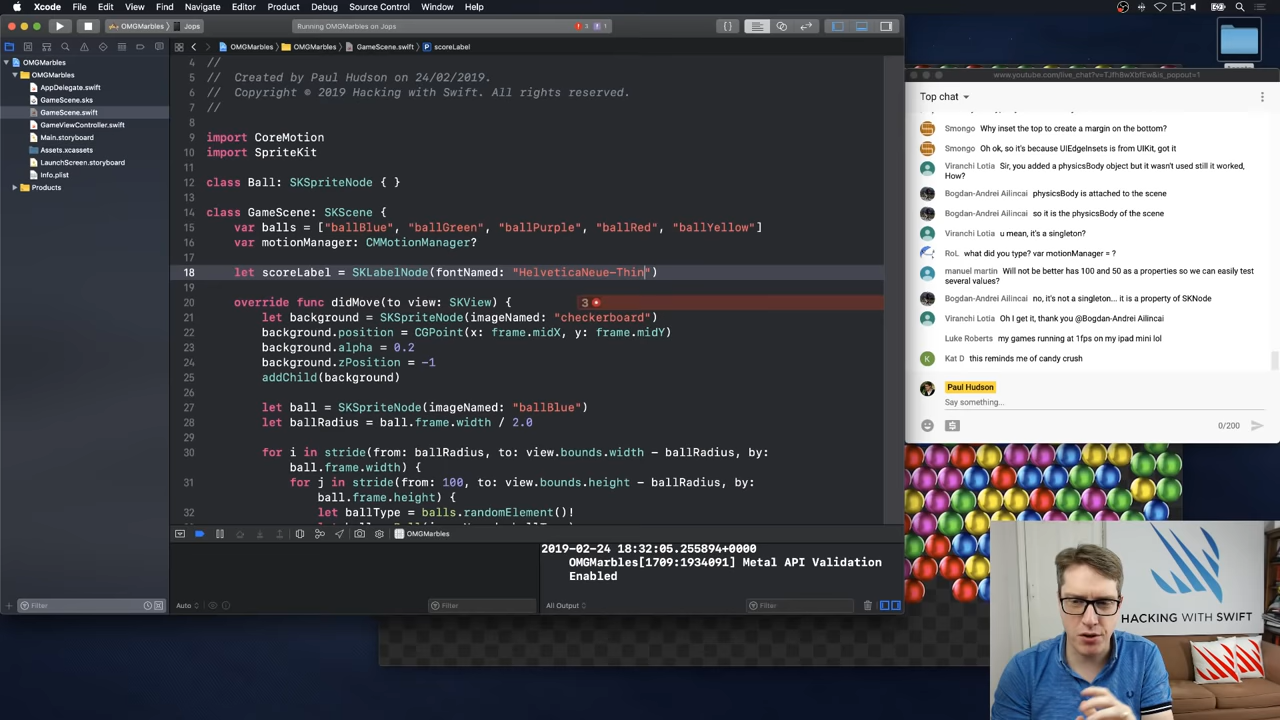 Xcode File Edit View Find Navigate Editor Product Debug Source Control Window Help
OMGMarbles
Running OMGMarbles on Jops
3 1
OMGMarbles OMGMarbles GameScene.swift scoreLabel
OMGMarbles
OMGMarbles
AppDelegate.swift
GameScene.sks
GameScene.swift
GameViewController.swift
Main.storyboard
Assets.xcassets
LaunchScreen.storyboard
Info.plist
Products
Filter
4 //
5 // Created by Paul Hudson on 24/02/2019.
6 // Copyright © 2019 Hacking with Swift. All rights reserved.
7 //
8
9 import CoreMotion
10 import SpriteKit
11
12 class Ball: SKSpriteNode { }
13
14 class GameScene: SKScene {
15 var balls = ["ballBlue", "ballGreen", "ballPurple", "ballRed", "ballYellow"]
16 var motionManager: CMMotionManager?
17
18 let scoreLabel = SKLabelNode(fontNamed: "HelveticaNeue-Thin")
19
20 override func didMove(to view: SKView) { 3
21 let background = SKSpriteNode(imageNamed: "checkerboard")
22 background.position = CGPoint(x: frame.midX, y: frame.midY)
23 background.alpha = 0.2
24 background.zPosition = -1
25 addChild(background)
26
27 let ball = SKSpriteNode(imageNamed: "ballBlue")
28 let ballRadius = ball.frame.width / 2.0
30 for i in stride(from: ballRadius, to: view.bounds.width - ballRadius, by:
ball.frame.width) {
31 for j in stride(from: 100, to: view.bounds.height - ballRadius, by:
ball.frame.height) {
32 let ballType = balls.randomElement()!
OMGMarbles
2019-02-24 18:32:05.255894+0000
OMGMarbles[1709:1934091] Metal API Validation
Enabled
Auto
Filter
All Output
Filter
www.youtube.com/live_chat?v=TJfh8wXbfEw&is_popout=1
Top chat
Smongo Why inset the top to create a margin on the bottom?
Smongo Oh ok, so it's because UIEdgeInsets is from UIKit, got it
Viranchi Lotia Sir, you added a physicsBody object but it wasn't used still it worked,
How?
Bogdan-Andrei Ailincai physicsBody is attached to the scene
Bogdan-Andrei Ailincai so it is the physicsBody of the scene
Viranchi Lotia u mean, it's a singleton?
RoL what did you type? var motionManager = ?
manuel martin Will not be better has 100 and 50 as a properties so we can easily test
several values?
Bogdan-Andrei Ailincai no, it's not a singleton... it is a property of SKNode
Viranchi Lotia Oh I get it, thank you @Bogdan-Andrei Ailincai
Luke Roberts my games running at 1fps on my ipad mini lol
K
Kat D this reminds me of candy crush
Paul Hudson
Say something...
0/200
HACKING WITH SWIFT